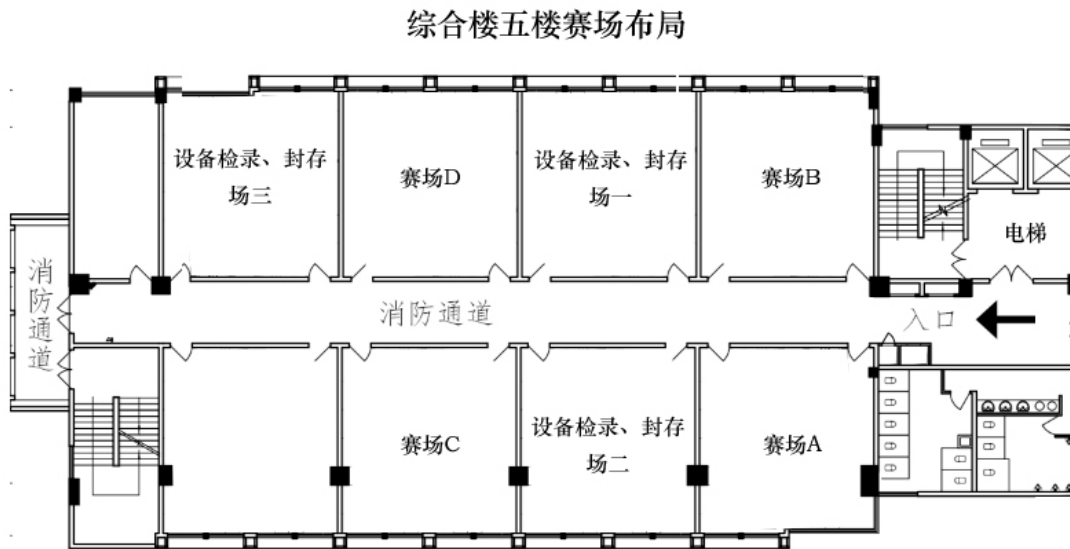 综合楼五楼赛场布局
设备检录、封存
场三
赛场D
设备检录、封存
场一
赛场B
电梯
消防通道
消防通道
入口
赛场C
设备检录、封存
场二
赛场A